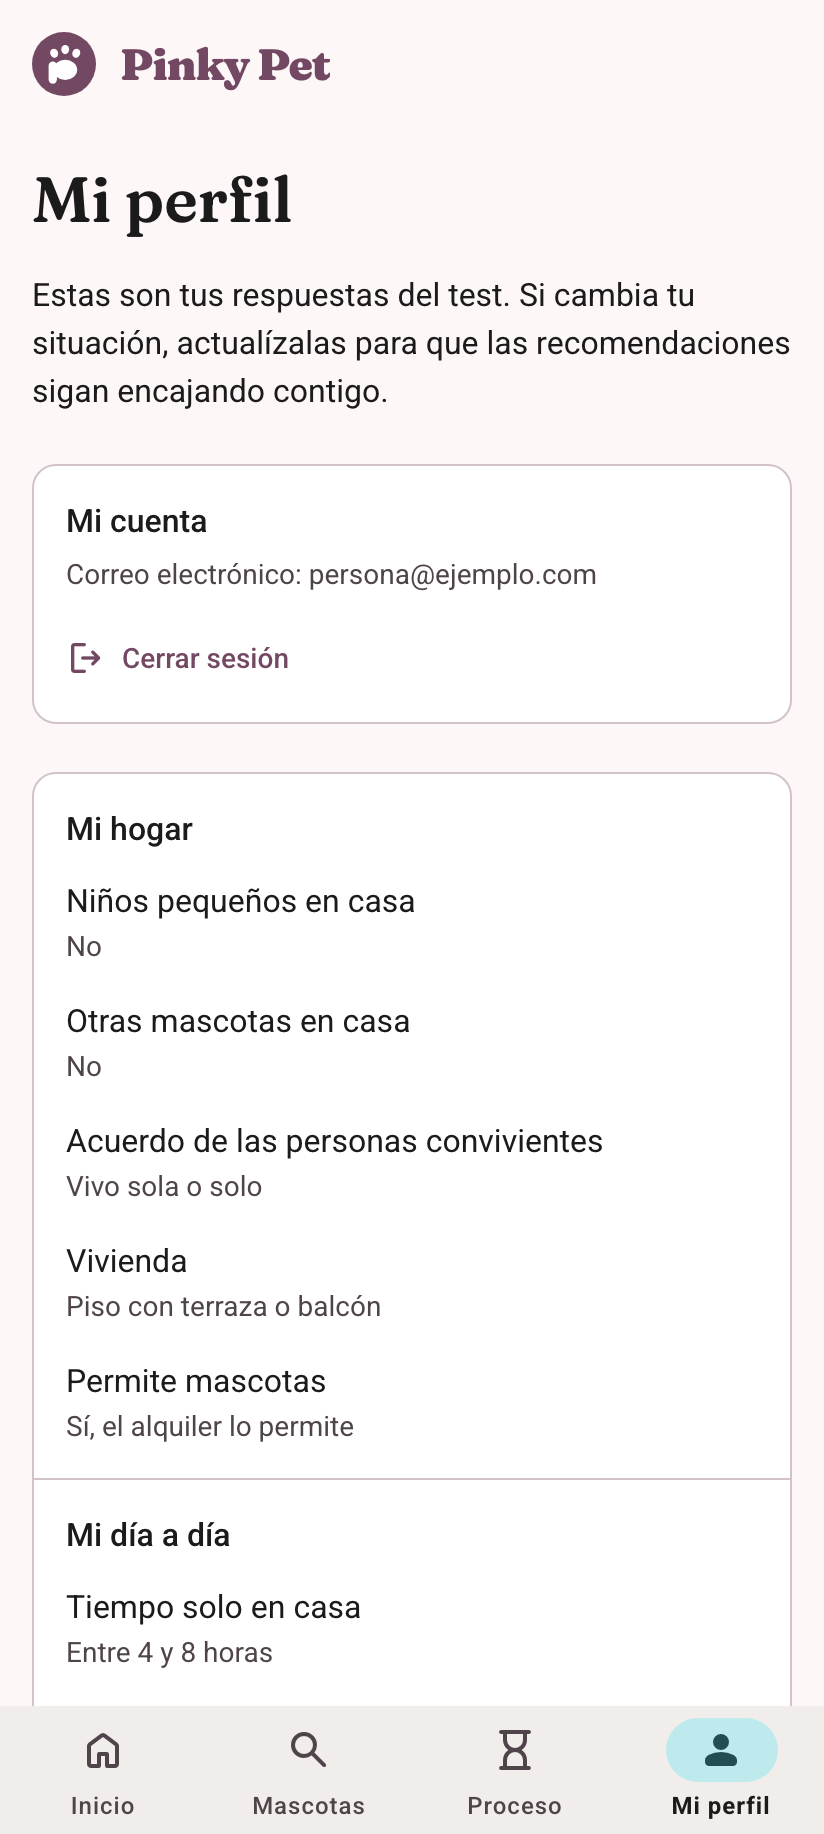 Pinky Pet
Mi perfil
Estas son tus respuestas del test. Si cambia tu
situación, actualízalas para que las recomendaciones
sigan encajando contigo.
Mi cuenta
Correo electrónico: persona@ejemplo.com
Cerrar sesión
Mi hogar
Niños pequeños en casa
No
Otras mascotas en casa
No
Acuerdo de las personas convivientes
Vivo sola o solo
Vivienda
Piso con terraza o balcón
Permite mascotas
Sí, el alquiler lo permite
Mi día a día
Tiempo solo en casa
Entre 4 y 8 horas
Inicio
Mascotas
Proceso
Mi perfil